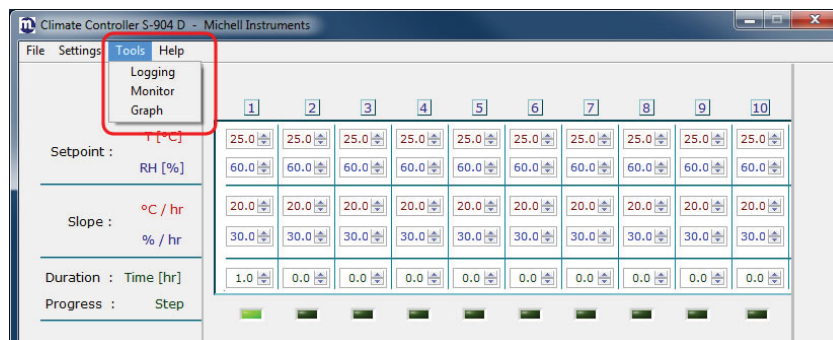 Climate Controller S-904 D - Michell Instruments
File Settings Tools Help
Logging
Monitor
Graph
1 2 3 4 5 6 7 8 9 10
Setpoint : T [°C] 25.0 25.0 25.0 25.0 25.0 25.0 25.0 25.0 25.0 25.0
RH [%] 60.0 60.0 60.0 60.0 60.0 60.0 60.0 60.0 60.0 60.0
Slope : °C / hr 20.0 20.0 20.0 20.0 20.0 20.0 20.0 20.0 20.0 20.0
% / hr 30.0 30.0 30.0 30.0 30.0 30.0 30.0 30.0 30.0 30.0
Duration : Time [hr] 1.0 0.0 0.0 0.0 0.0 0.0 0.0 0.0 0.0 0.0
Progress : Step